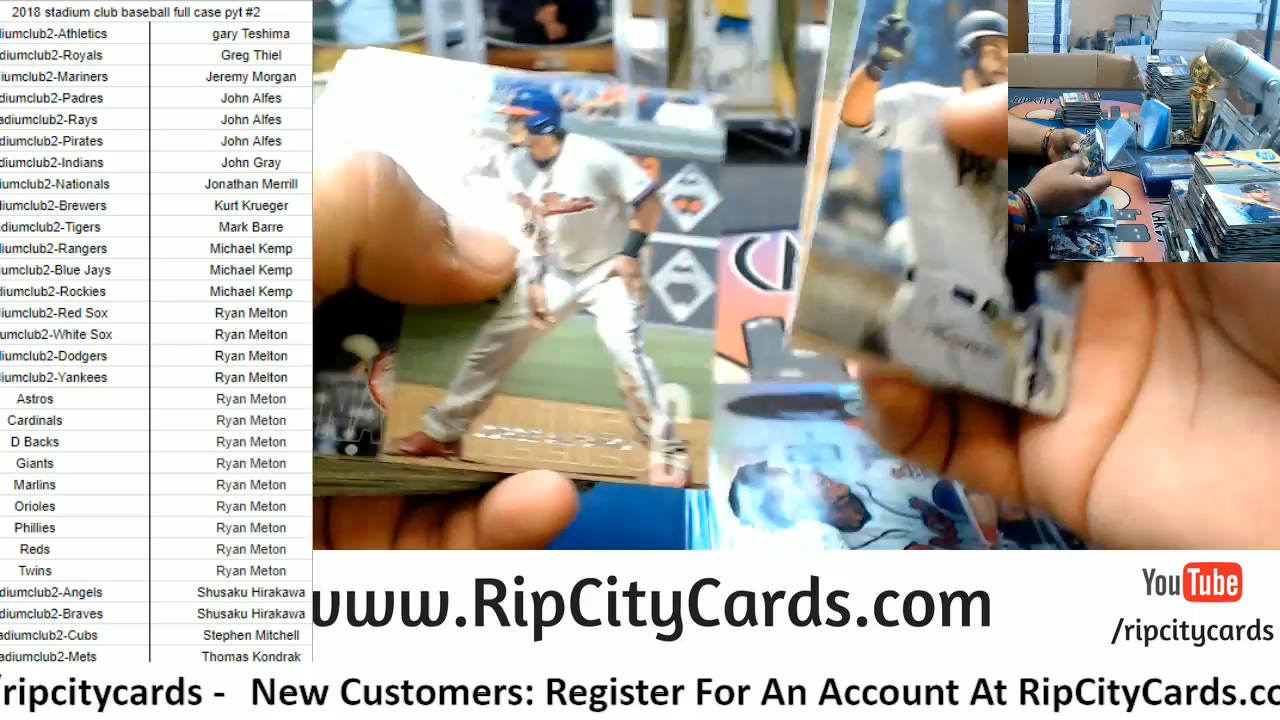 2018 stadium club baseball full case pyt #2
diumclub2-Athletics gary Teshima
diumclub2-Royals Greg Thiel
diumclub2-Mariners Jeremy Morgan
diumclub2-Padres John Alfes
adiumclub2-Rays John Alfes
diumclub2-Pirates John Alfes
diumclub2-Indians John Gray
iumclub2-Nationals Jonathan Merrill
iumclub2-Brewers Kurt Krueger
adiumclub2-Tigers Mark Barre
iumclub2-Rangers Michael Kemp
iumclub2-Blue Jays Michael Kemp
iumclub2-Rockies Michael Kemp
diumclub2-Red Sox Ryan Melton
umclub2-White Sox Ryan Melton
iumclub2-Dodgers Ryan Melton
iumclub2-Yankees Ryan Melton
Astros Ryan Meton
Cardinals Ryan Meton
D Backs Ryan Meton
Giants Ryan Meton
Marlins Ryan Meton
Orioles Ryan Meton
Phillies Ryan Meton
Reds Ryan Meton
Twins Ryan Meton
diumclub2-Angels Shusaku Hirakawa
diumclub2-Braves Shusaku Hirakawa
adiumclub2-Cubs Stephen Mitchell
adiumclub2-Mets Thomas Kondrak
www.RipCityCards.com
YouTube
/ripcitycards
/ripcitycards - New Customers: Register For An Account At RipCityCards.co